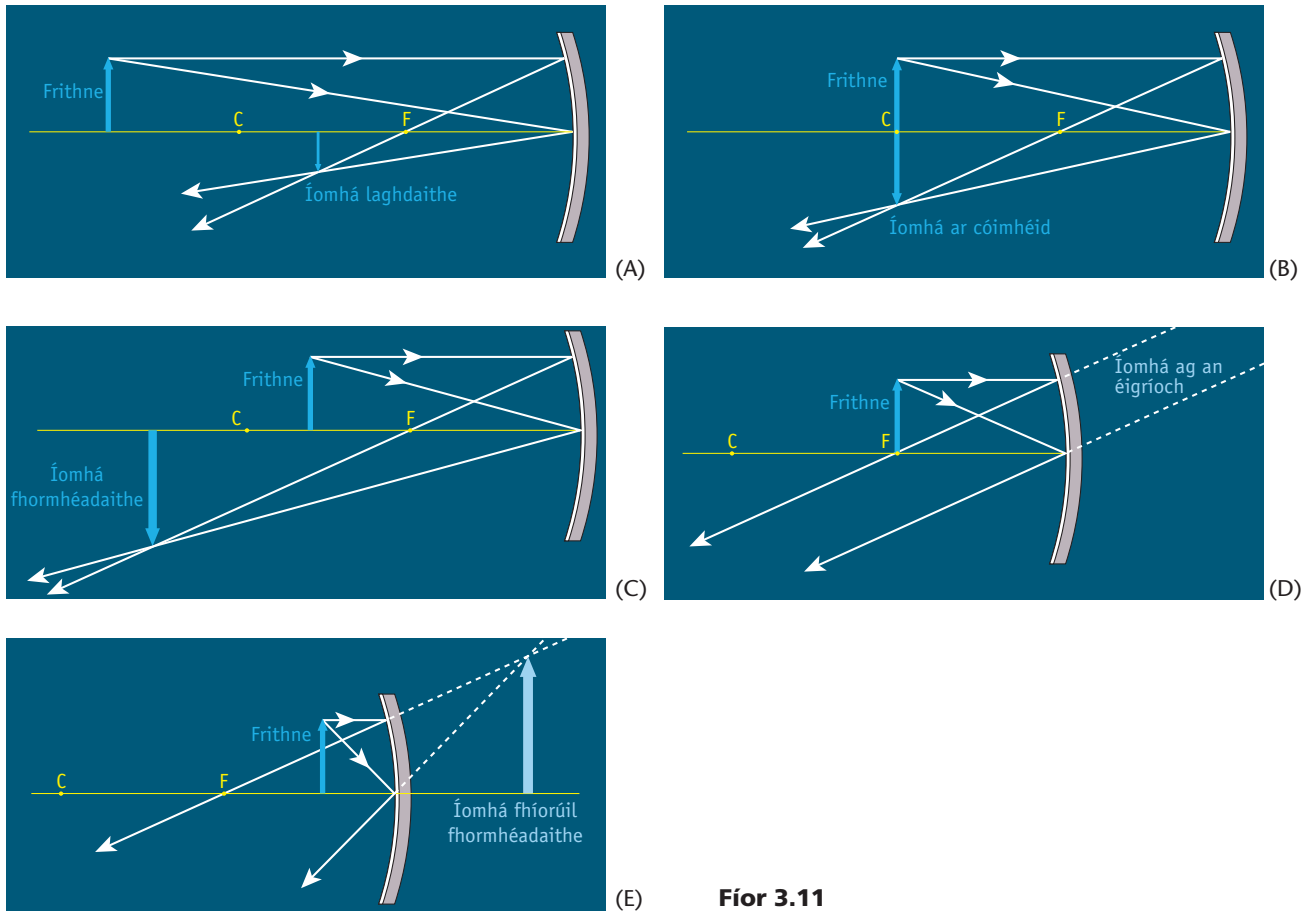 Frithne
C
F
Íomhá laghdaithe
(A)
Frithne
C
F
Íomhá ar cóimhéid
(B)
Frithne
C
F
Íomhá
fhormhéadaithe
(C)
Íomhá ag an
éigríoch
Frithne
C
F
(D)
Frithne
C
F
Íomhá fhíorúil
fhormhéadaithe
(E)
Fíor 3.11